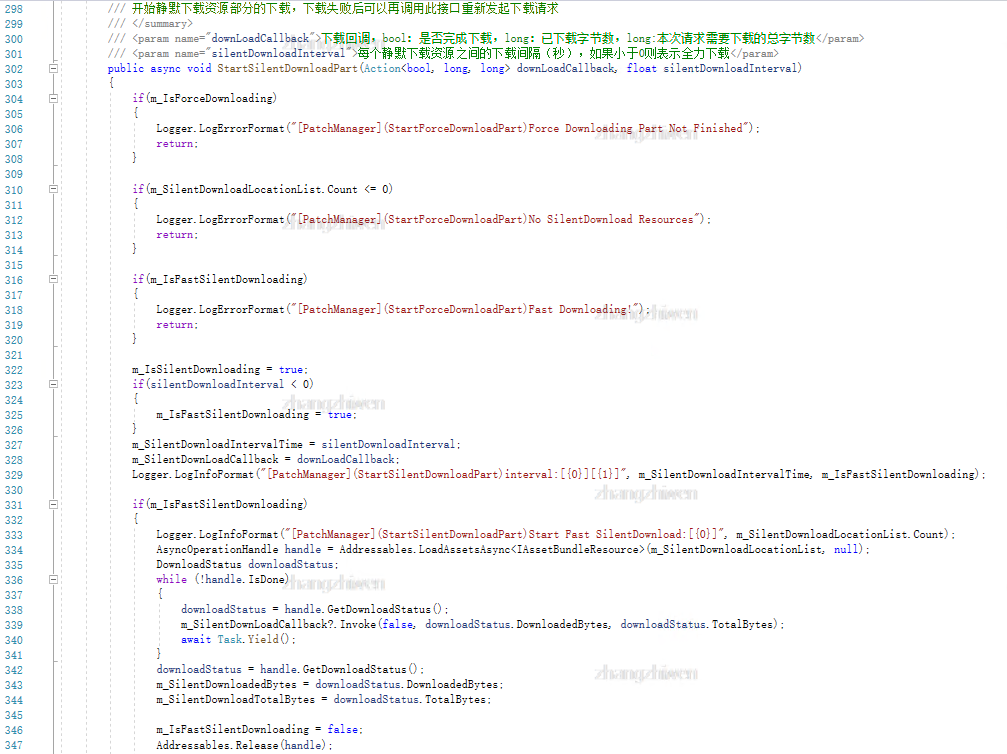 298 /// 开始静默下载资源部分的下载，下载失败后可以再调用此接口重新发起下载请求
299 /// </summary>
300 /// <param name="downLoadCallback">下载回调，bool：是否完成下载，long：已下载字节数，long:本次请求需要下载的总字节数</param>
301 /// <param name="silentDownloadInterval">每个静默下载资源之间的下载间隔（秒），如果小于0则表示全力下载</param>
302 public async void StartSilentDownloadPart(Action<bool, long, long> downLoadCallback, float silentDownloadInterval)
303 {
304 if(m_IsForceDownloading)
305 {
306 Logger.LogErrorFormat("[PatchManager](StartForceDownloadPart)Force Downloading Part Not Finished");
307 return;
308 }
309
310 if(m_SilentDownloadLocationList.Count <= 0)
311 {
312 Logger.LogErrorFormat("[PatchManager](StartForceDownloadPart)No SilentDownload Resources");
313 return;
314 }
315
316 if(m_IsFastSilentDownloading)
317 {
318 Logger.LogErrorFormat("[PatchManager](StartForceDownloadPart)Fast Downloading!");
319 return;
320 }
321
322 m_IsSilentDownloading = true;
323 if(silentDownloadInterval < 0)
324 {
325 m_IsFastSilentDownloading = true;
326 }
327 m_SilentDownloadIntervalTime = silentDownloadInterval;
328 m_SilentDownLoadCallback = downLoadCallback;
329 Logger.LogInfoFormat("[PatchManager](StartSilentDownloadPart)interval:[{0}][{1}]", m_SilentDownloadIntervalTime, m_IsFastSilentDownloading);
330
331 if(m_IsFastSilentDownloading)
332 {
333 Logger.LogInfoFormat("[PatchManager](StartSilentDownloadPart)Start Fast SilentDownload:[{0}]", m_SilentDownloadLocationList.Count);
334 AsyncOperationHandle handle = Addressables.LoadAssetsAsync<IAssetBundleResource>(m_SilentDownloadLocationList, null);
335 DownloadStatus downloadStatus;
336 while (!handle.IsDone)
337 {
338 downloadStatus = handle.GetDownloadStatus();
339 m_SilentDownLoadCallback?.Invoke(false, downloadStatus.DownloadedBytes, downloadStatus.TotalBytes);
340 await Task.Yield();
341 }
342 downloadStatus = handle.GetDownloadStatus();
343 m_SilentDownloadedBytes = downloadStatus.DownloadedBytes;
344 m_SilentDownloadTotalBytes = downloadStatus.TotalBytes;
345
346 m_IsFastSilentDownloading = false;
347 Addressables.Release(handle);
zhangzhiwen
zhangzhiwen
zhangzhiwen
zhangzhiwen
zhangzhiwen
zhangzhiwen
zhangzhiwen
zhangzhiwen